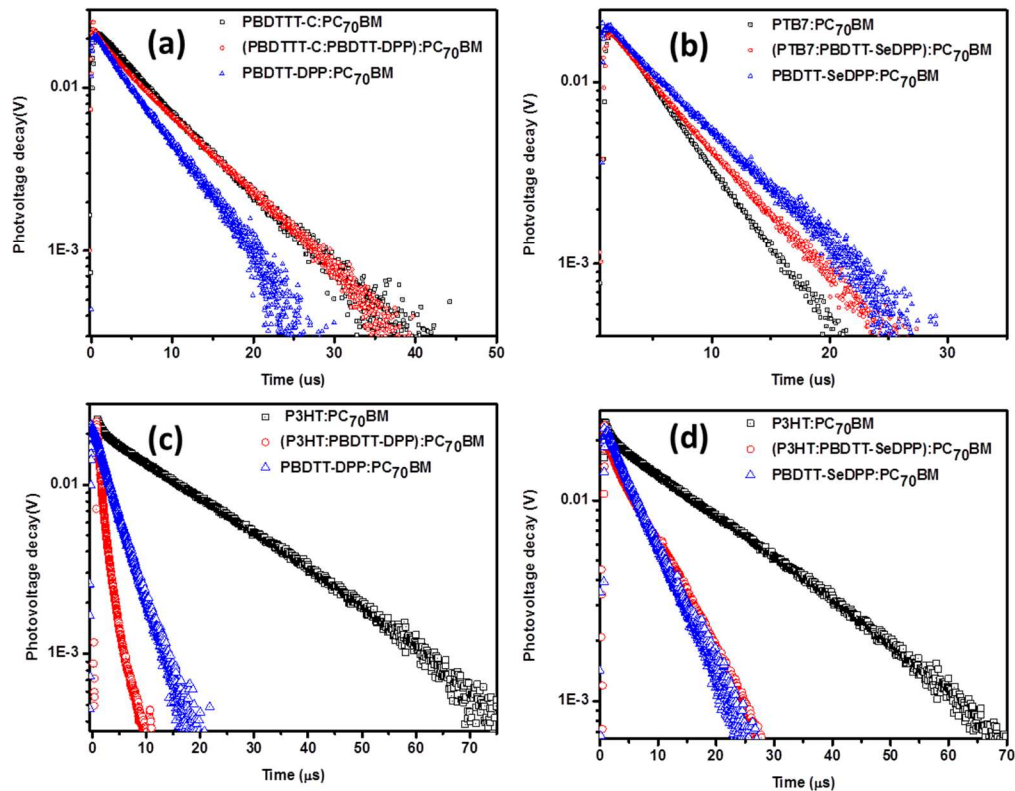 (a)
PBDTTT-C:PC70BM
(PBDTTT-C:PBDTT-DPP):PC70BM
PBDTT-DPP:PC70BM
Photvoltage decay(V)
0.01
1E-3
0 10 20 30 40 50
Time (us)
(b)
PTB7:PC70BM
(PTB7:PBDTT-SeDPP):PC70BM
PBDTT-SeDPP:PC70BM
Photovoltage decay (V)
0.01
1E-3
10 20 30
Time (us)
(c)
P3HT:PC70BM
(P3HT:PBDTT-DPP):PC70BM
PBDTT-DPP:PC70BM
Photovoltage decay(V)
0.01
1E-3
0 10 20 30 40 50 60 70
Time (μs)
(d)
P3HT:PC70BM
(P3HT:PBDTT-SeDPP):PC70BM
PBDTT-SeDPP:PC70BM
Photovoltage decay (V)
0.01
1E-3
0 10 20 30 40 50 60 70
Time (μs)